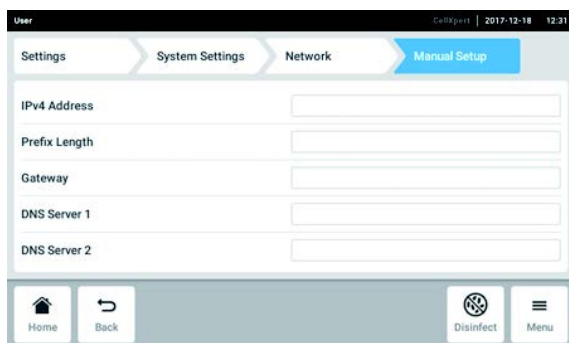 User CellXpert | 2017-12-18 12:31
Settings System Settings Network Manual Setup
IPv4 Address
Prefix Length
Gateway
DNS Server 1
DNS Server 2
Home Back Disinfect Menu